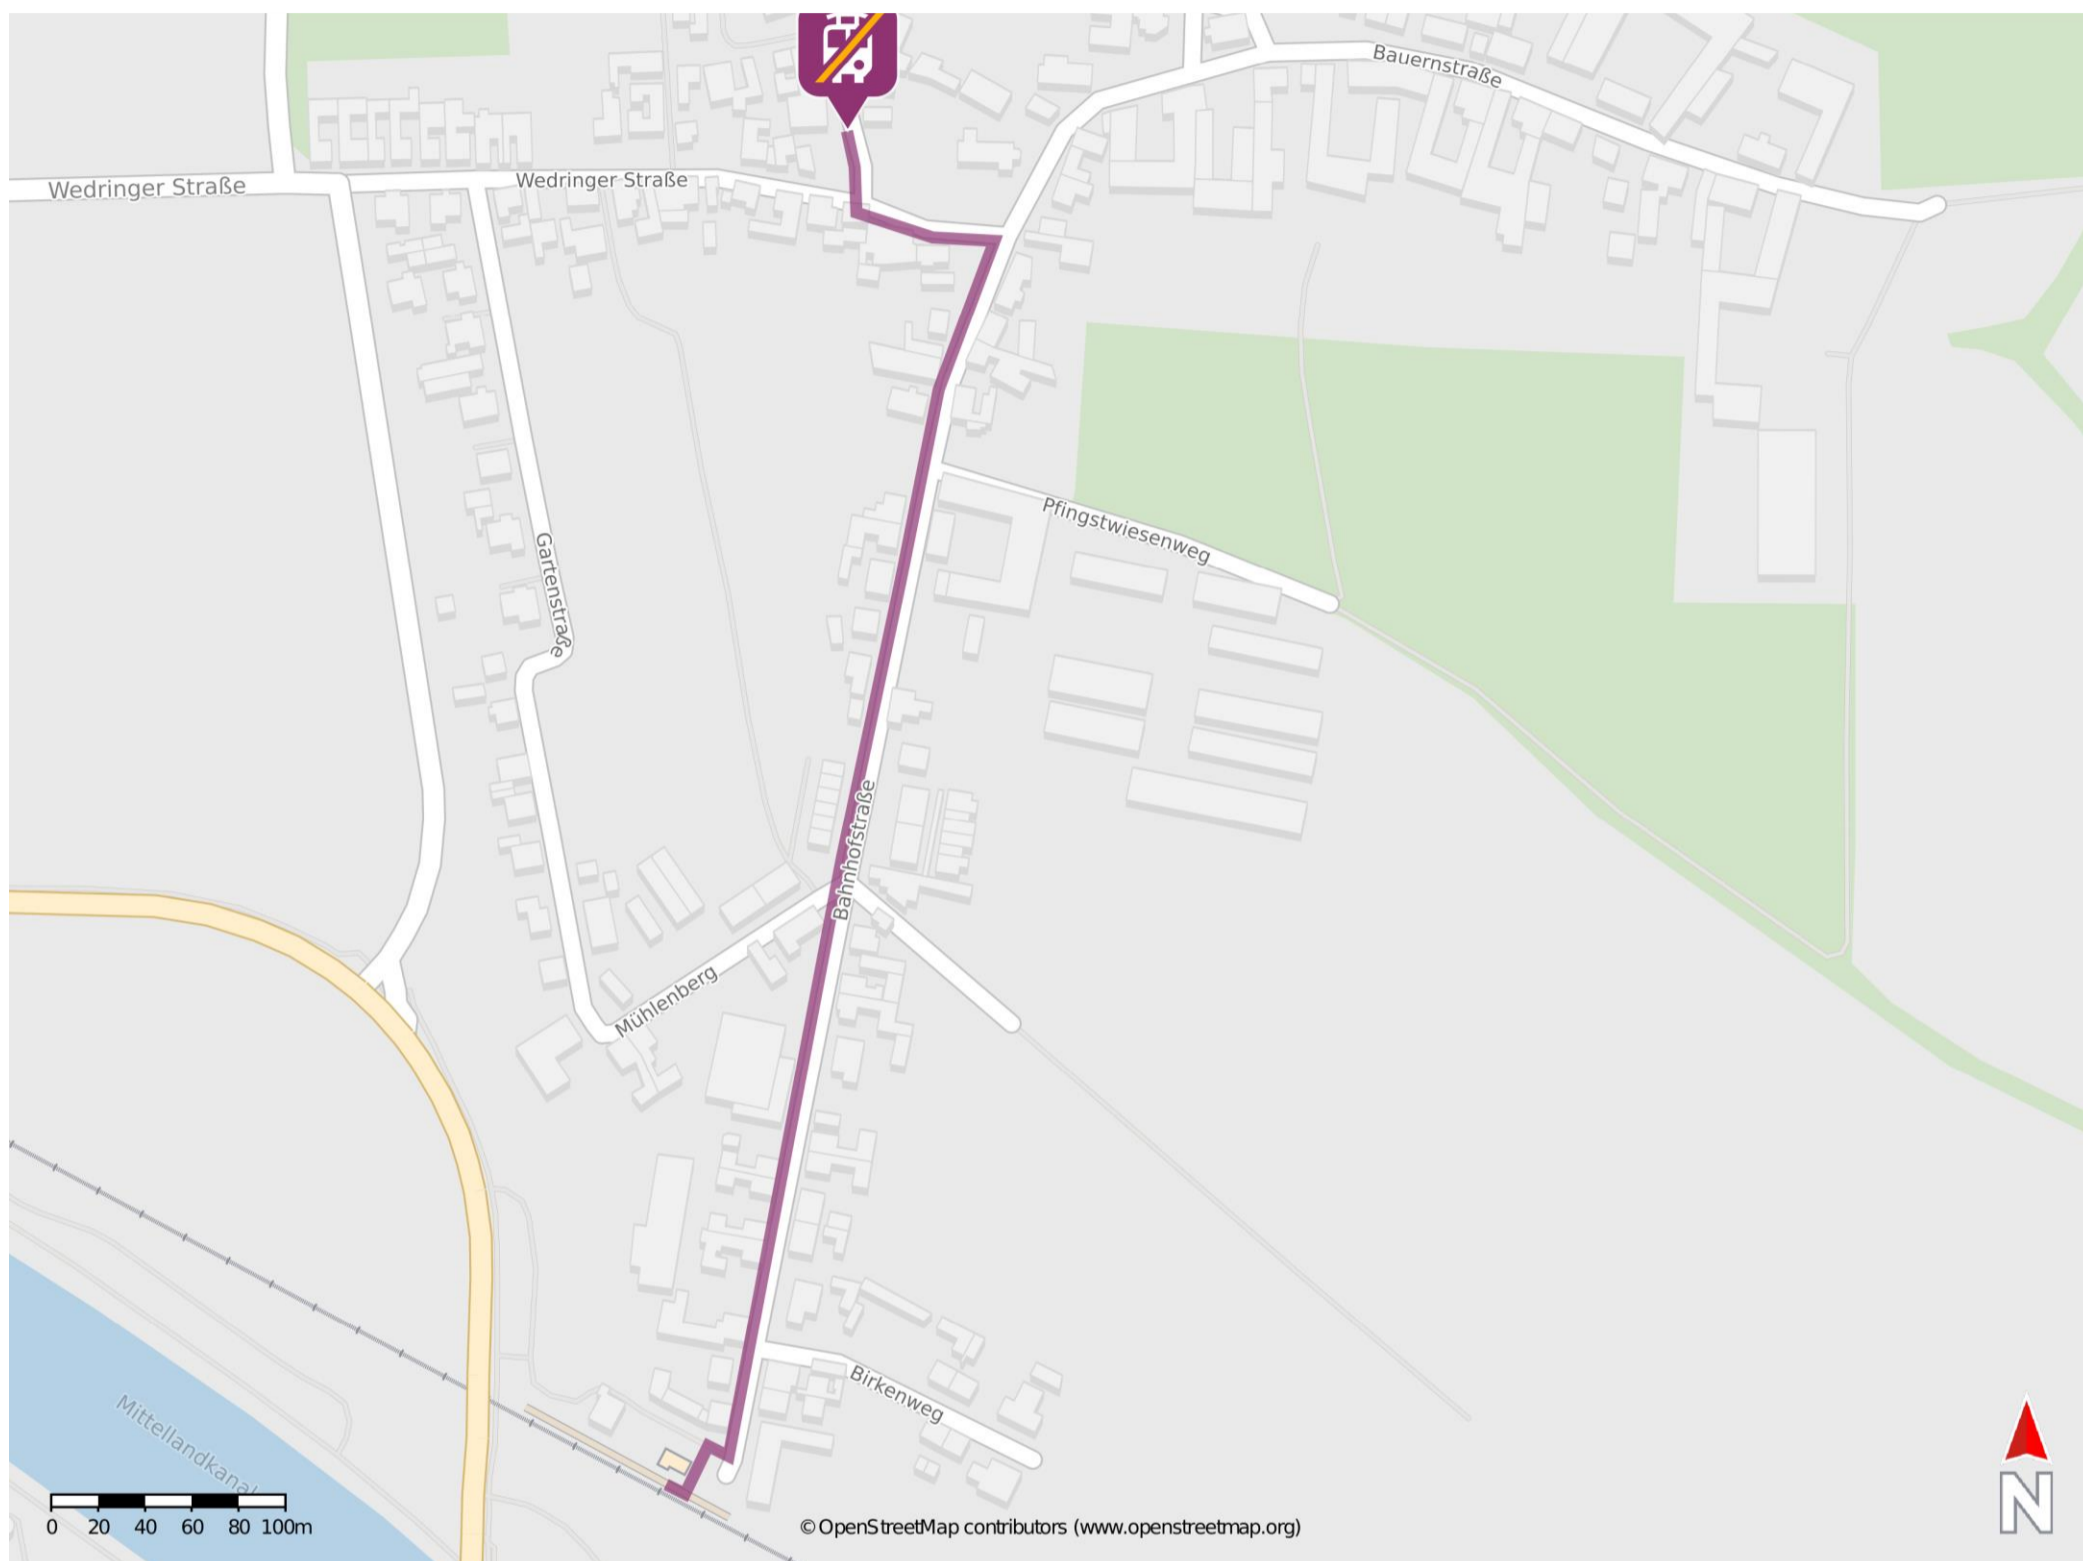 Bauernstraße
Wedringer Straße
Wedringer Straße
Pfingstwiesenweg
Gartenstraße
Bahnhofstraße
Mühlenberg
Birkenweg
Mittellandkanal
0 20 40 60 80 100m
© OpenStreetMap contributors (www.openstreetmap.org)
N